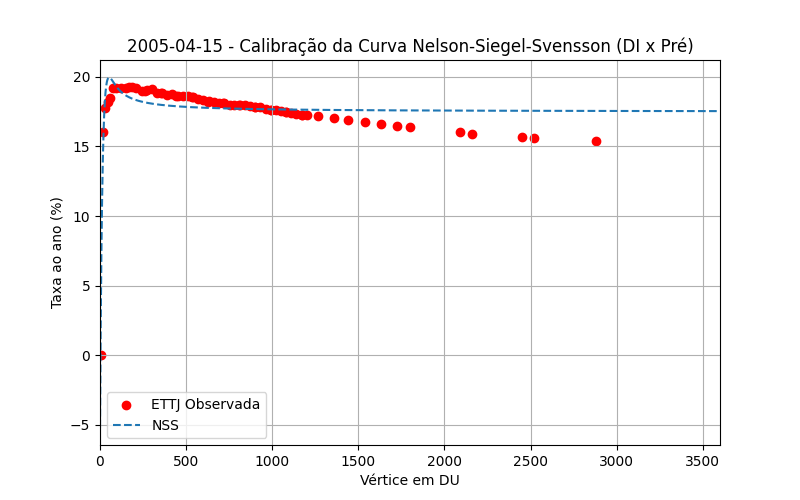 2005-04-15 - Calibração da Curva Nelson-Siegel-Svensson (DI x Pré)
Taxa ao ano (%)
20
15
10
5
0
−5
ETTJ Observada
NSS
0 500 1000 1500 2000 2500 3000 3500
Vértice em DU